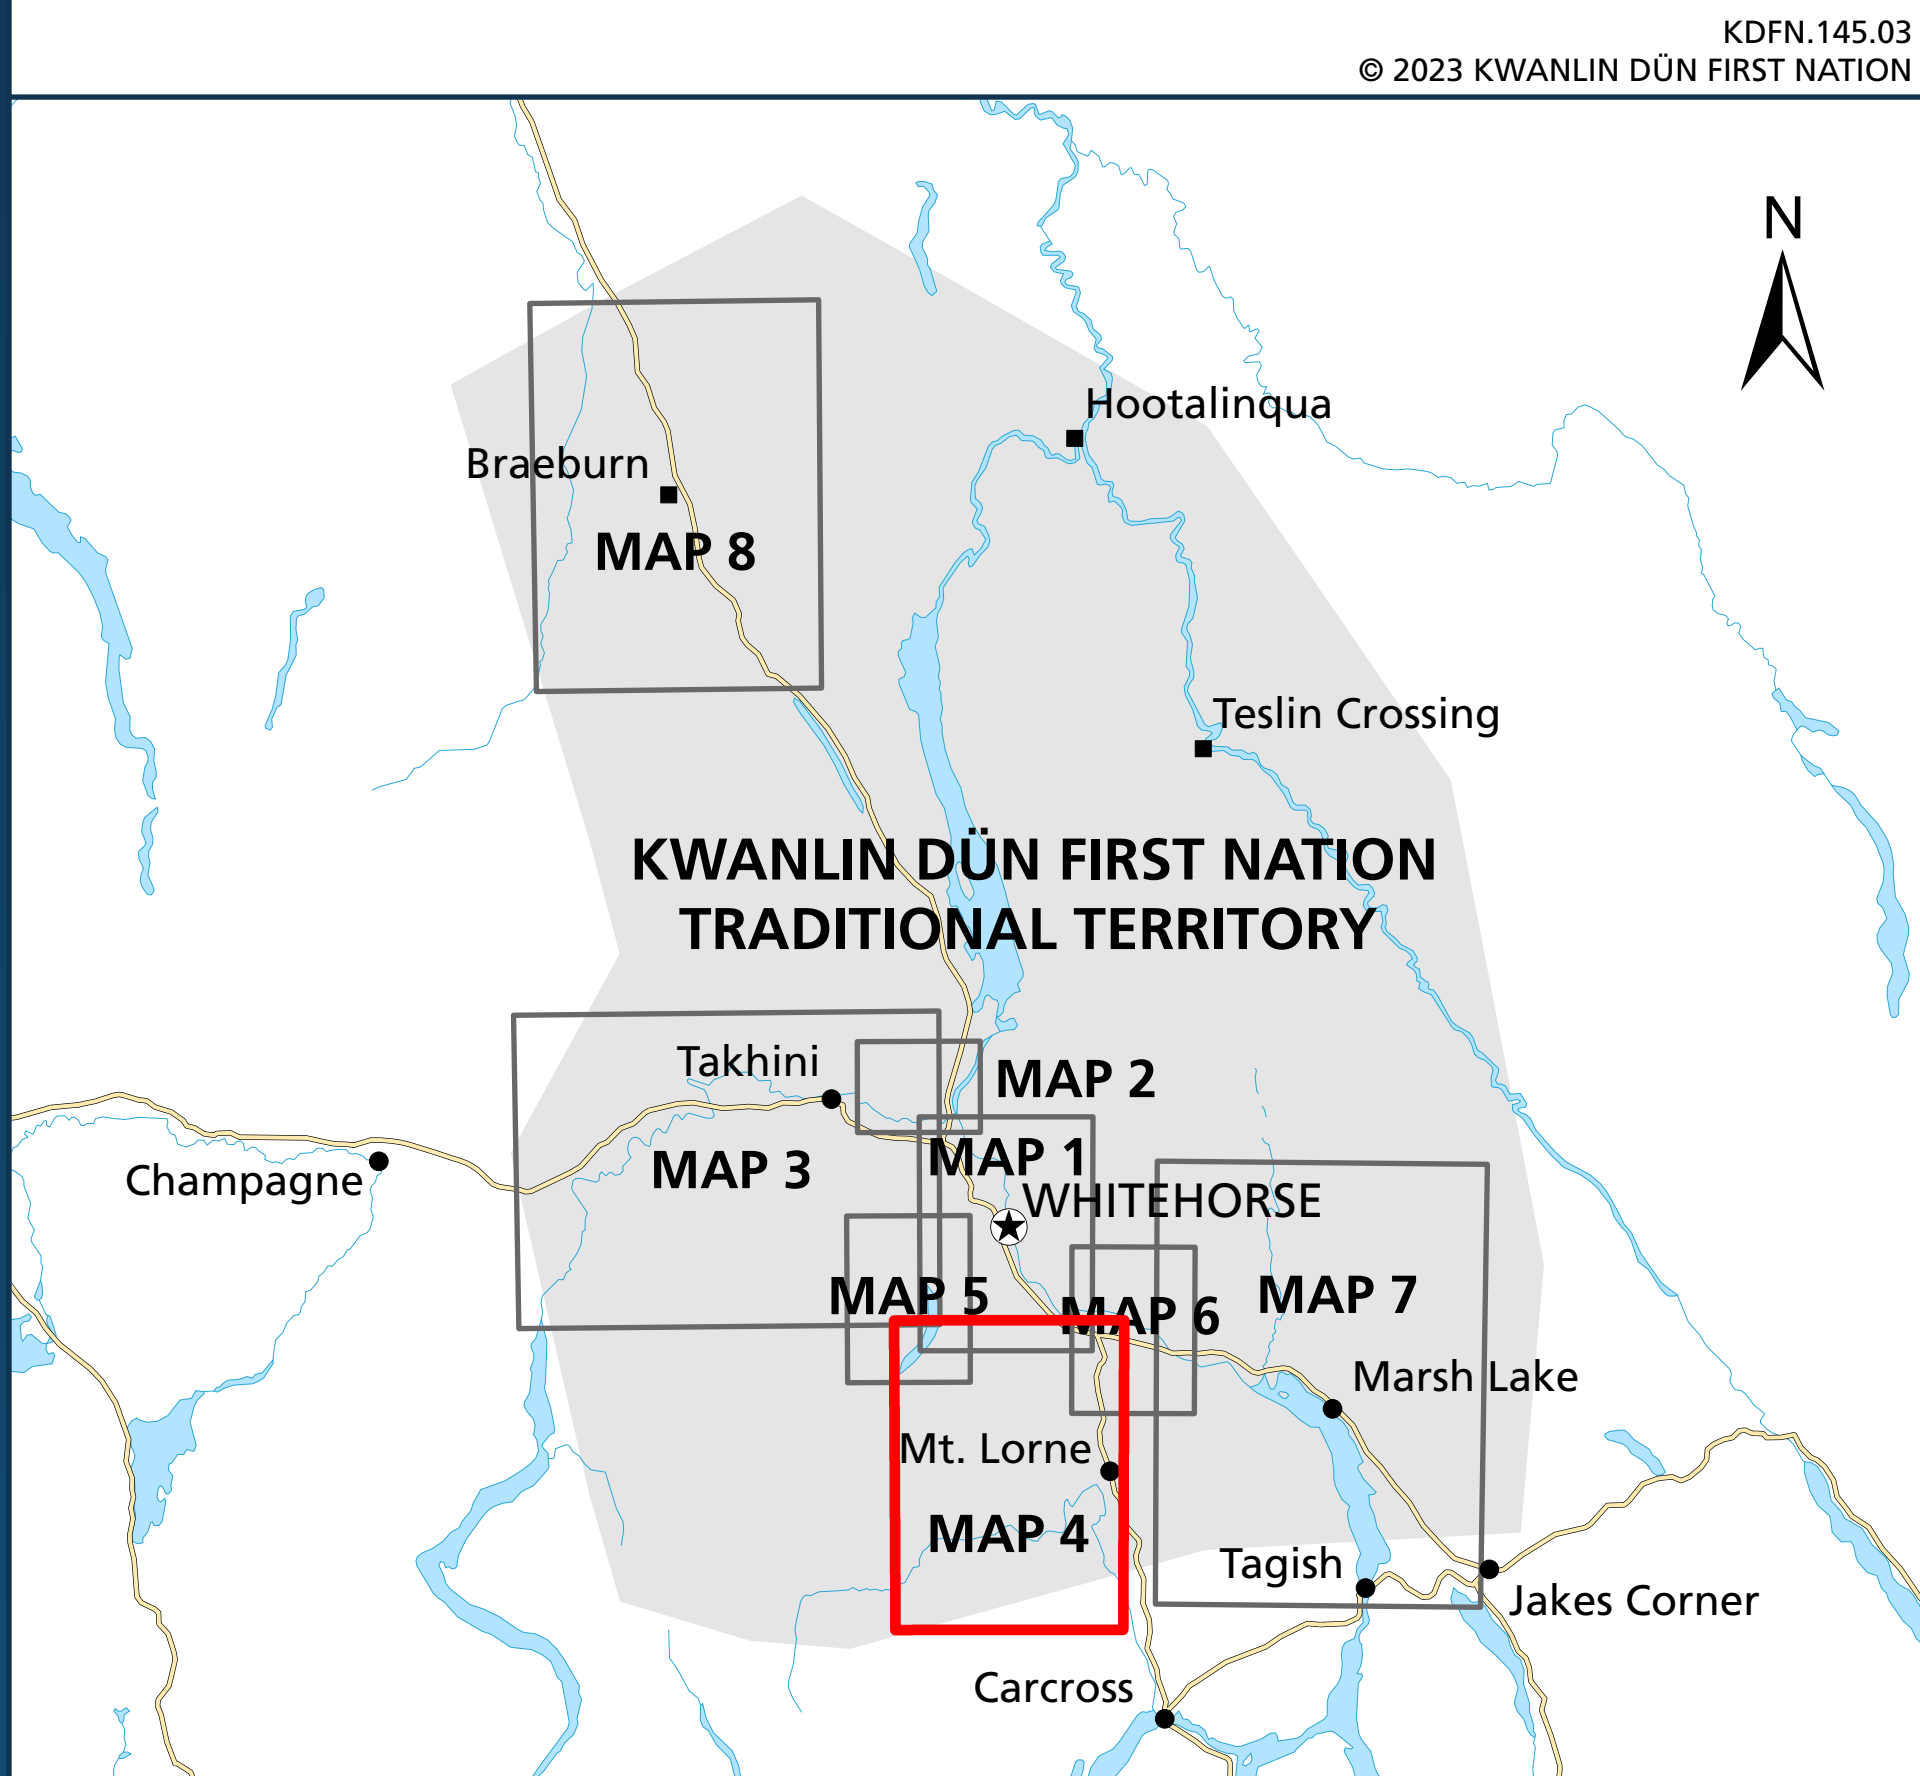 KDFN.145.03
© 2023 KWANLIN DÜN FIRST NATION
N
Hootalinqua
Braeburn
MAP 8
Teslin Crossing
KWANLIN DÜN FIRST NATION
TRADITIONAL TERRITORY
Takhini
MAP 2
MAP 1
MAP 3
Champagne
WHITEHORSE
MAP 5
MAP 6
MAP 7
Marsh Lake
Mt. Lorne
MAP 4
Tagish
Jakes Corner
Carcross